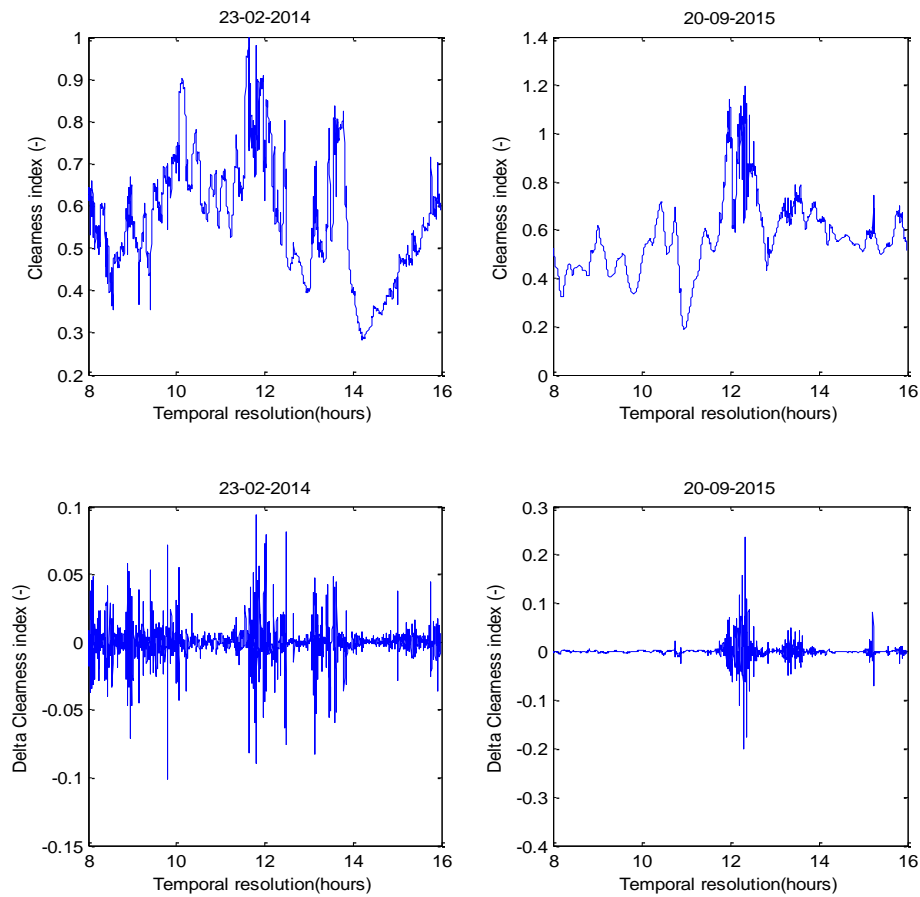 23-02-2014
1
0.9
0.8
0.7
0.6
0.5
0.4
0.3
0.2
8 10 12 14 16
Clearness index (-)
Temporal resolution(hours)
20-09-2015
1.4
1.2
1
0.8
0.6
0.4
0.2
0
8 10 12 14 16
Clearness index (-)
Temporal resolution(hours)
23-02-2014
0.1
0.05
0
-0.05
-0.1
-0.15
8 10 12 14 16
Delta Clearness index (-)
Temporal resolution(hours)
20-09-2015
0.3
0.2
0.1
0
-0.1
-0.2
-0.3
-0.4
8 10 12 14 16
Delta Clearness index (-)
Temporal resolution(hours)